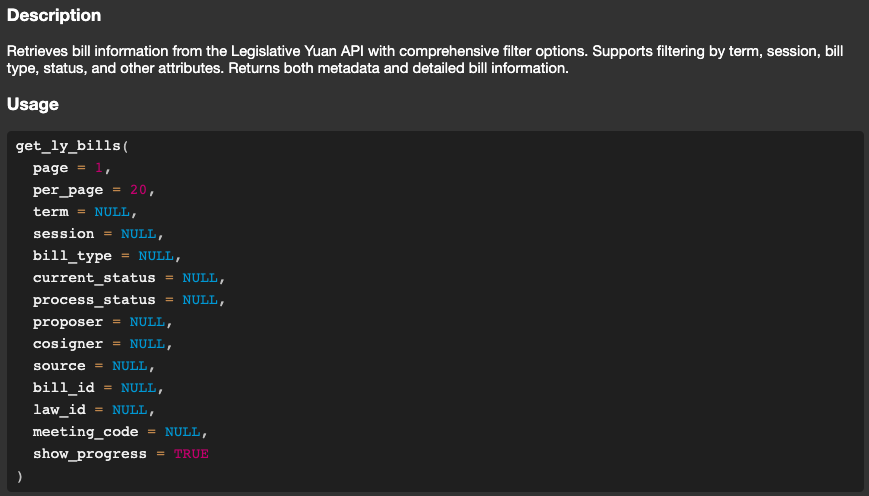 Description
Retrieves bill information from the Legislative Yuan API with comprehensive filter options. Supports filtering by term, session, bill
type, status, and other attributes. Returns both metadata and detailed bill information.
Usage
get_ly_bills(
  page = 1,
  per_page = 20,
  term = NULL,
  session = NULL,
  bill_type = NULL,
  current_status = NULL,
  process_status = NULL,
  proposer = NULL,
  cosigner = NULL,
  source = NULL,
  bill_id = NULL,
  law_id = NULL,
  meeting_code = NULL,
  show_progress = TRUE
)